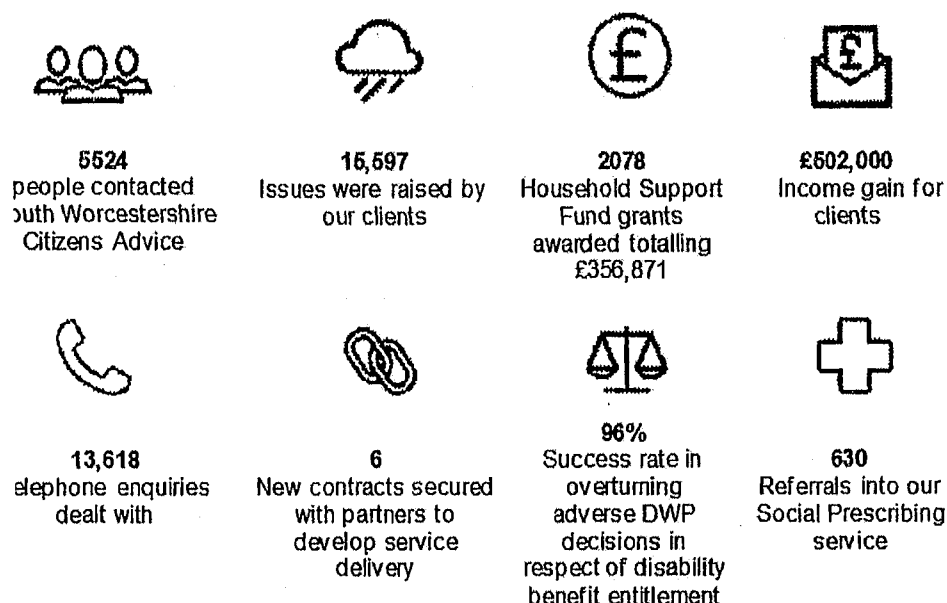 5524
people contacted
outh Worcestershire
Citizens Advice
15,597
Issues were raised by
our clients
2078
Household Support
Fund grants
awarded totalling
£356,871
£502,000
Income gain for
clients
13,618
elephone enquiries
dealt with
6
New contracts secured
with partners to
develop service
delivery
96%
Success rate in
overturning
adverse DWP
decisions in
respect of disability
benefit entitlement
630
Referrals into our
Social Prescribing
service